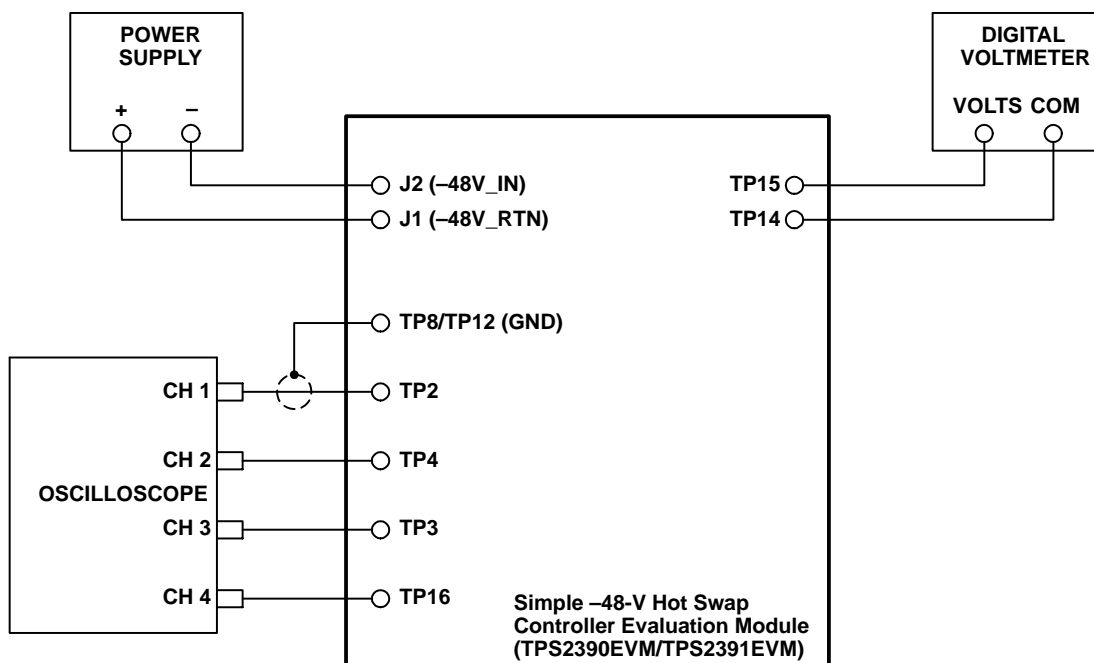 POWER
SUPPLY
+ –
DIGITAL
VOLTMETER
VOLTS COM
J2 (–48V_IN)
J1 (–48V_RTN)
TP15
TP14
TP8/TP12 (GND)
CH 1
TP2
CH 2
TP4
OSCILLOSCOPE
CH 3
TP3
CH 4
TP16
Simple –48-V Hot Swap
Controller Evaluation Module
(TPS2390EVM/TPS2391EVM)